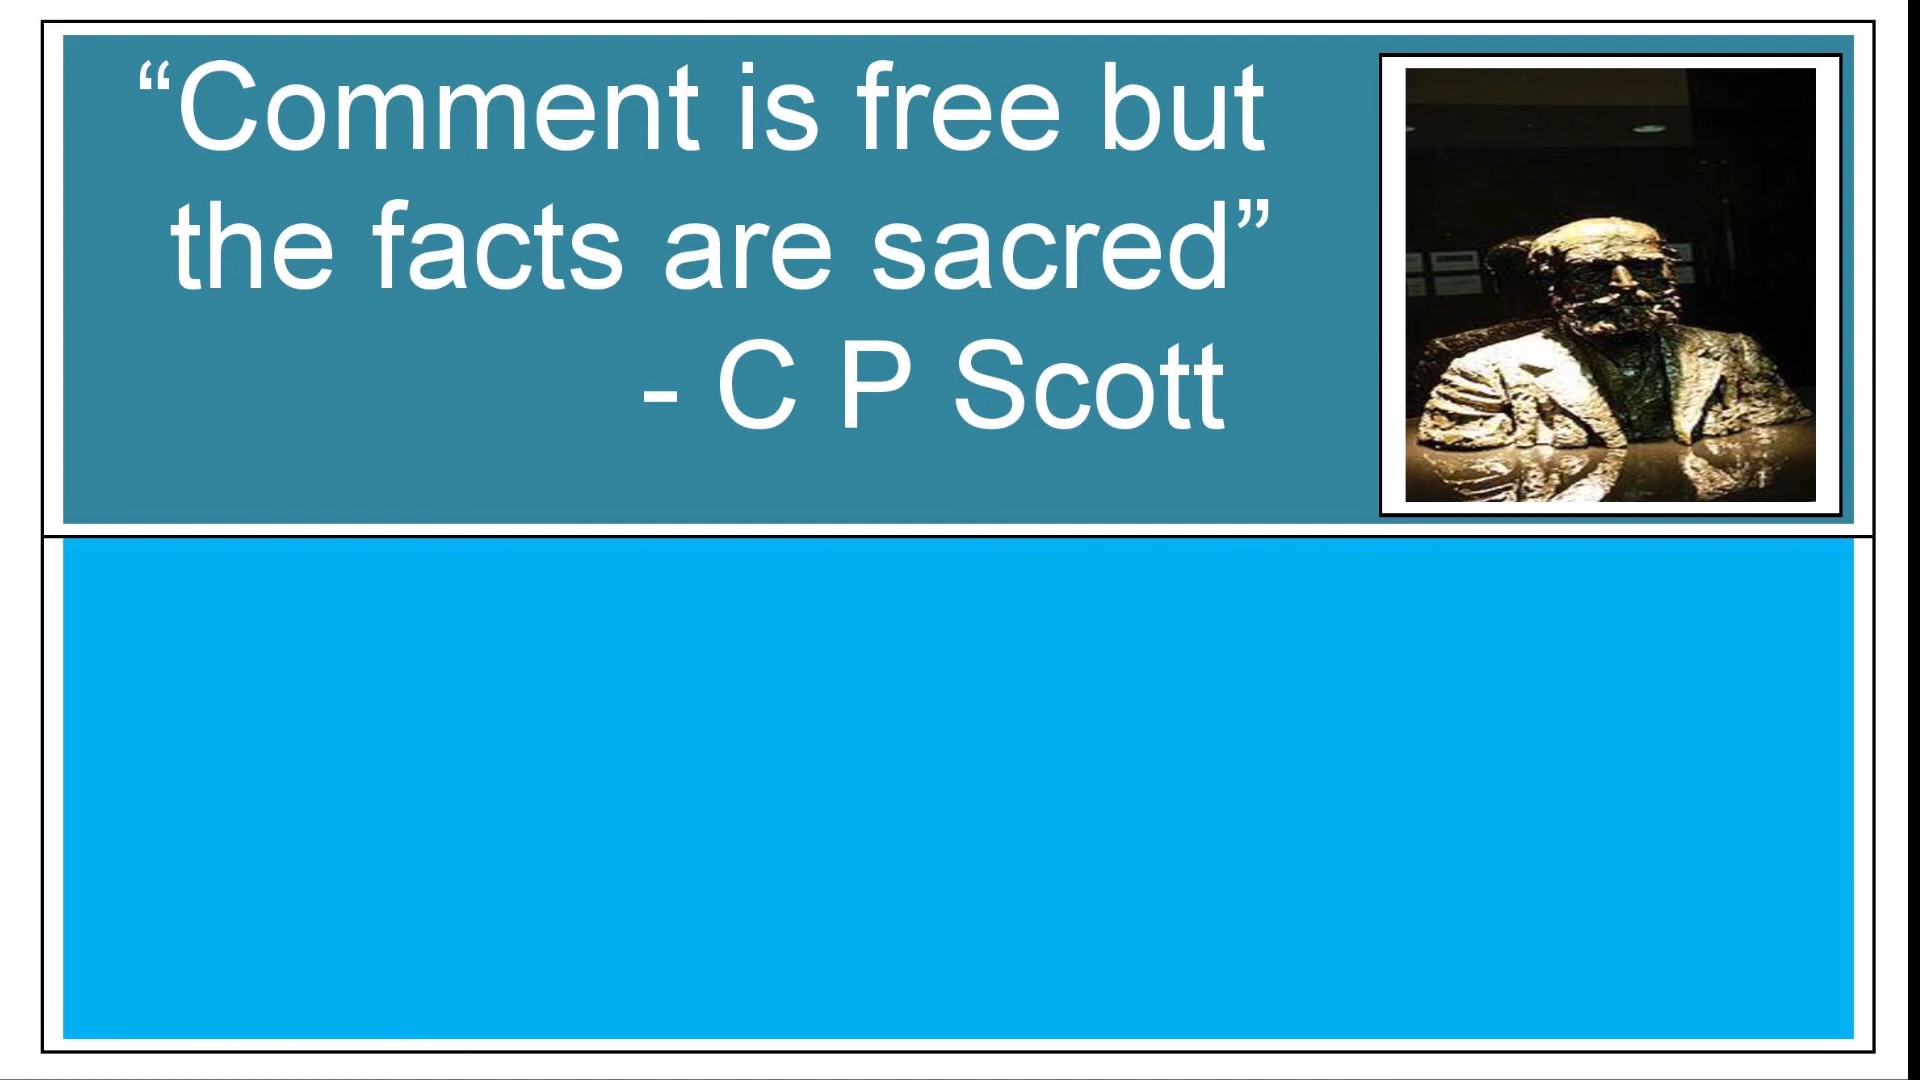 “Comment is free but
the facts are sacred”
- C P Scott